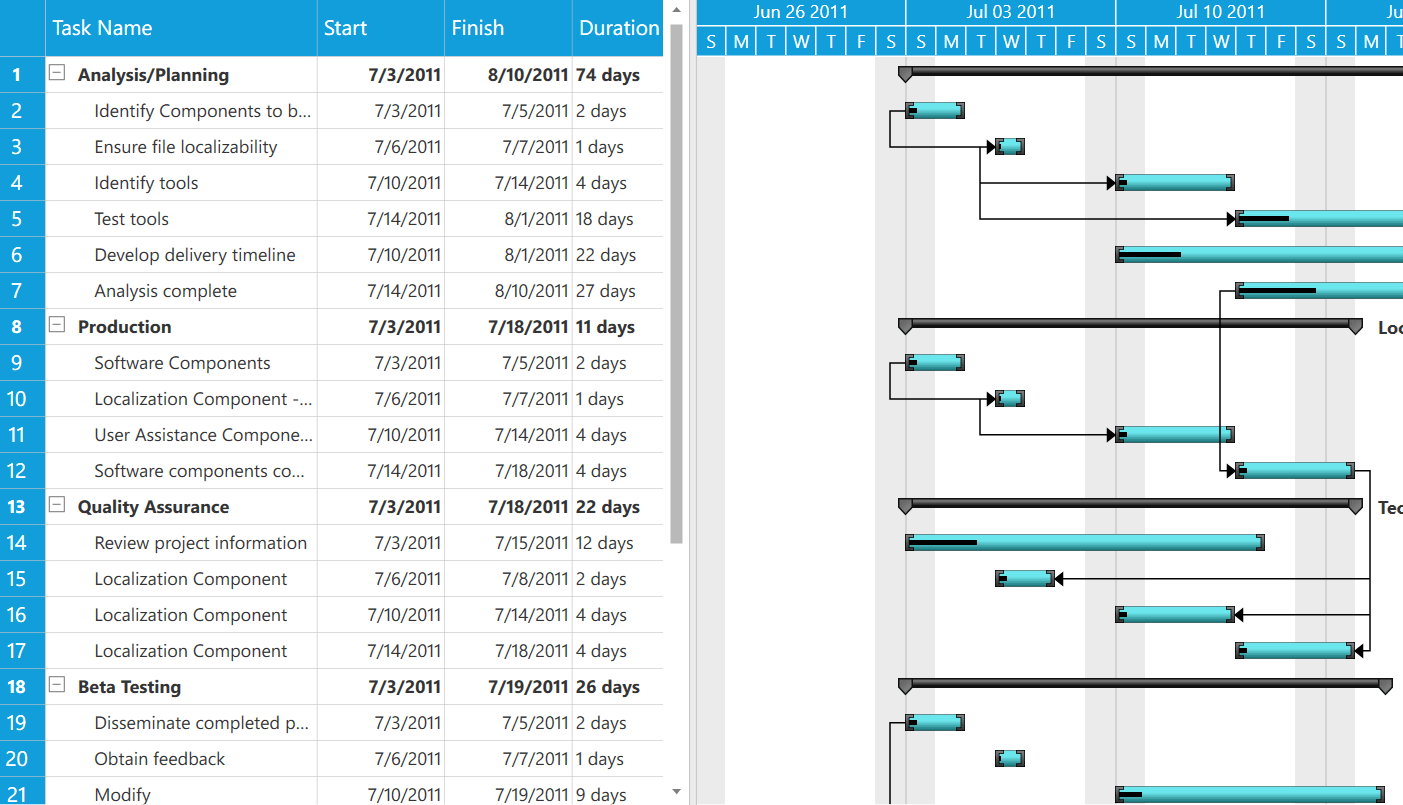 Task Name Start Finish Duration Jun 26 2011 Jul 03 2011 Jul 10 2011
S M T W T F S S M T W T F S S M T W T F S S M T
1 Analysis/Planning 7/3/2011 8/10/2011 74 days
2 Identify Components to b... 7/3/2011 7/5/2011 2 days
3 Ensure file localizability 7/6/2011 7/7/2011 1 days
4 Identify tools 7/10/2011 7/14/2011 4 days
5 Test tools 7/14/2011 8/1/2011 18 days
6 Develop delivery timeline 7/10/2011 8/1/2011 22 days
7 Analysis complete 7/14/2011 8/10/2011 27 days
8 Production 7/3/2011 7/18/2011 11 days
9 Software Components 7/3/2011 7/5/2011 2 days
10 Localization Component -... 7/6/2011 7/7/2011 1 days
11 User Assistance Compone... 7/10/2011 7/14/2011 4 days
12 Software components co... 7/14/2011 7/18/2011 4 days
13 Quality Assurance 7/3/2011 7/18/2011 22 days
14 Review project information 7/3/2011 7/15/2011 12 days
15 Localization Component 7/6/2011 7/8/2011 2 days
16 Localization Component 7/10/2011 7/14/2011 4 days
17 Localization Component 7/14/2011 7/18/2011 4 days
18 Beta Testing 7/3/2011 7/19/2011 26 days
19 Disseminate completed p... 7/3/2011 7/5/2011 2 days
20 Obtain feedback 7/6/2011 7/7/2011 1 days
21 Modify 7/10/2011 7/19/2011 9 days